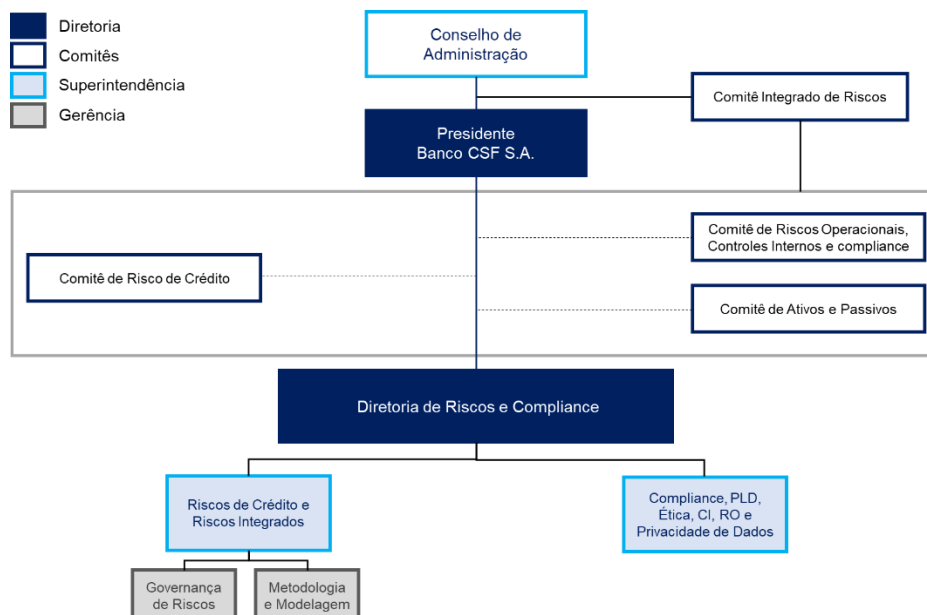 Diretoria
Comitês
Superintendência
Gerência
Conselho de
Administração
Comitê Integrado de Riscos
Presidente
Banco CSF S.A.
Comitê de Riscos Operacionais,
Controles Internos e compliance
Comitê de Risco de Crédito
Comitê de Ativos e Passivos
Diretoria de Riscos e Compliance
Riscos de Crédito e
Riscos Integrados
Compliance, PLD,
Ética, CI, RO e
Privacidade de Dados
Governança
de Riscos
Metodologia
e Modelagem